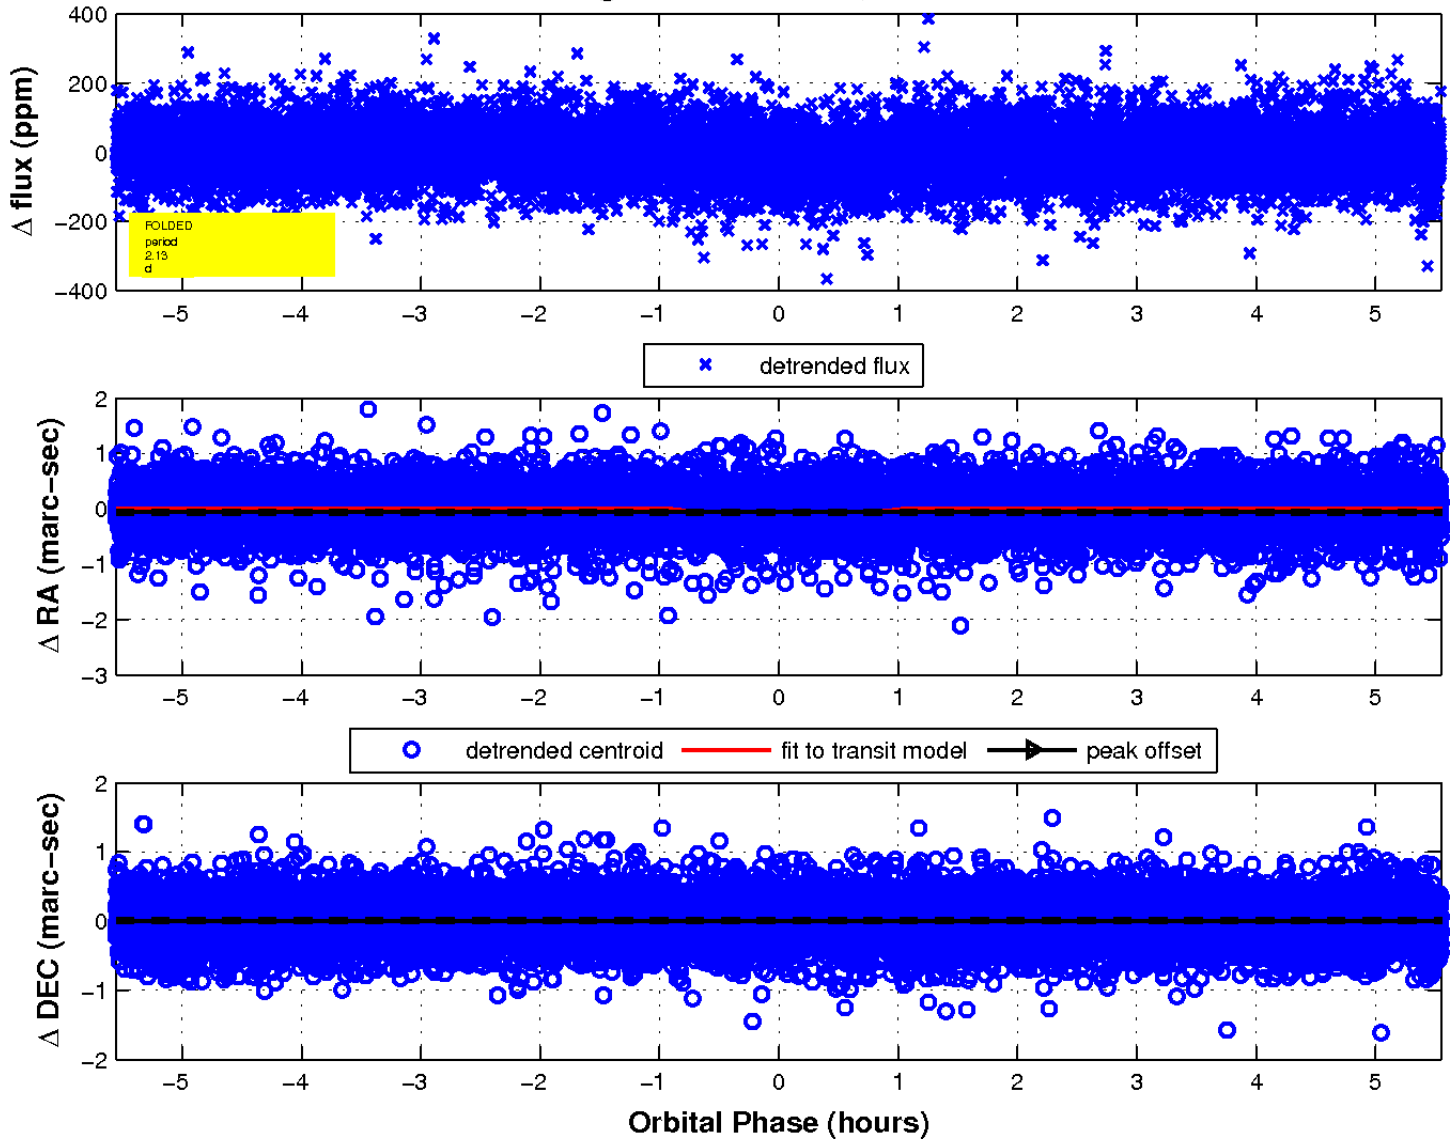 400
200
0
−200
−400
Δ flux (ppm)
FOLDED
period
2.13
d
−5 −4 −3 −2 −1 0 1 2 3 4 5
detrended flux
2
1
0
−1
−2
−3
Δ RA (marc−sec)
−5 −4 −3 −2 −1 0 1 2 3 4 5
detrended centroid fit to transit model peak offset
2
1
0
−1
−2
Δ DEC (marc−sec)
−5 −4 −3 −2 −1 0 1 2 3 4 5
Orbital Phase (hours)